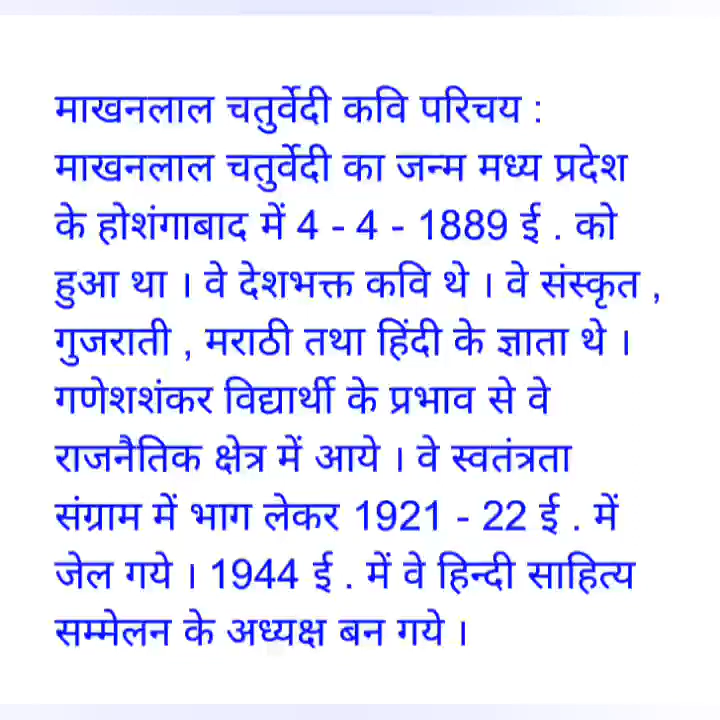 माखनलाल चतुर्वेदी कवि परिचय :
माखनलाल चतुर्वेदी का जन्म मध्य प्रदेश
के होशंगाबाद में 4 - 4 - 1889 ई . को
हुआ था । वे देशभक्त कवि थे । वे संस्कृत ,
गुजराती , मराठी तथा हिंदी के ज्ञाता थे ।
गणेशशंकर विद्यार्थी के प्रभाव से वे
राजनैतिक क्षेत्र में आये । वे स्वतंत्रता
संग्राम में भाग लेकर 1921 - 22 ई . में
जेल गये । 1944 ई . में वे हिन्दी साहित्य
सम्मेलन के अध्यक्ष बन गये ।